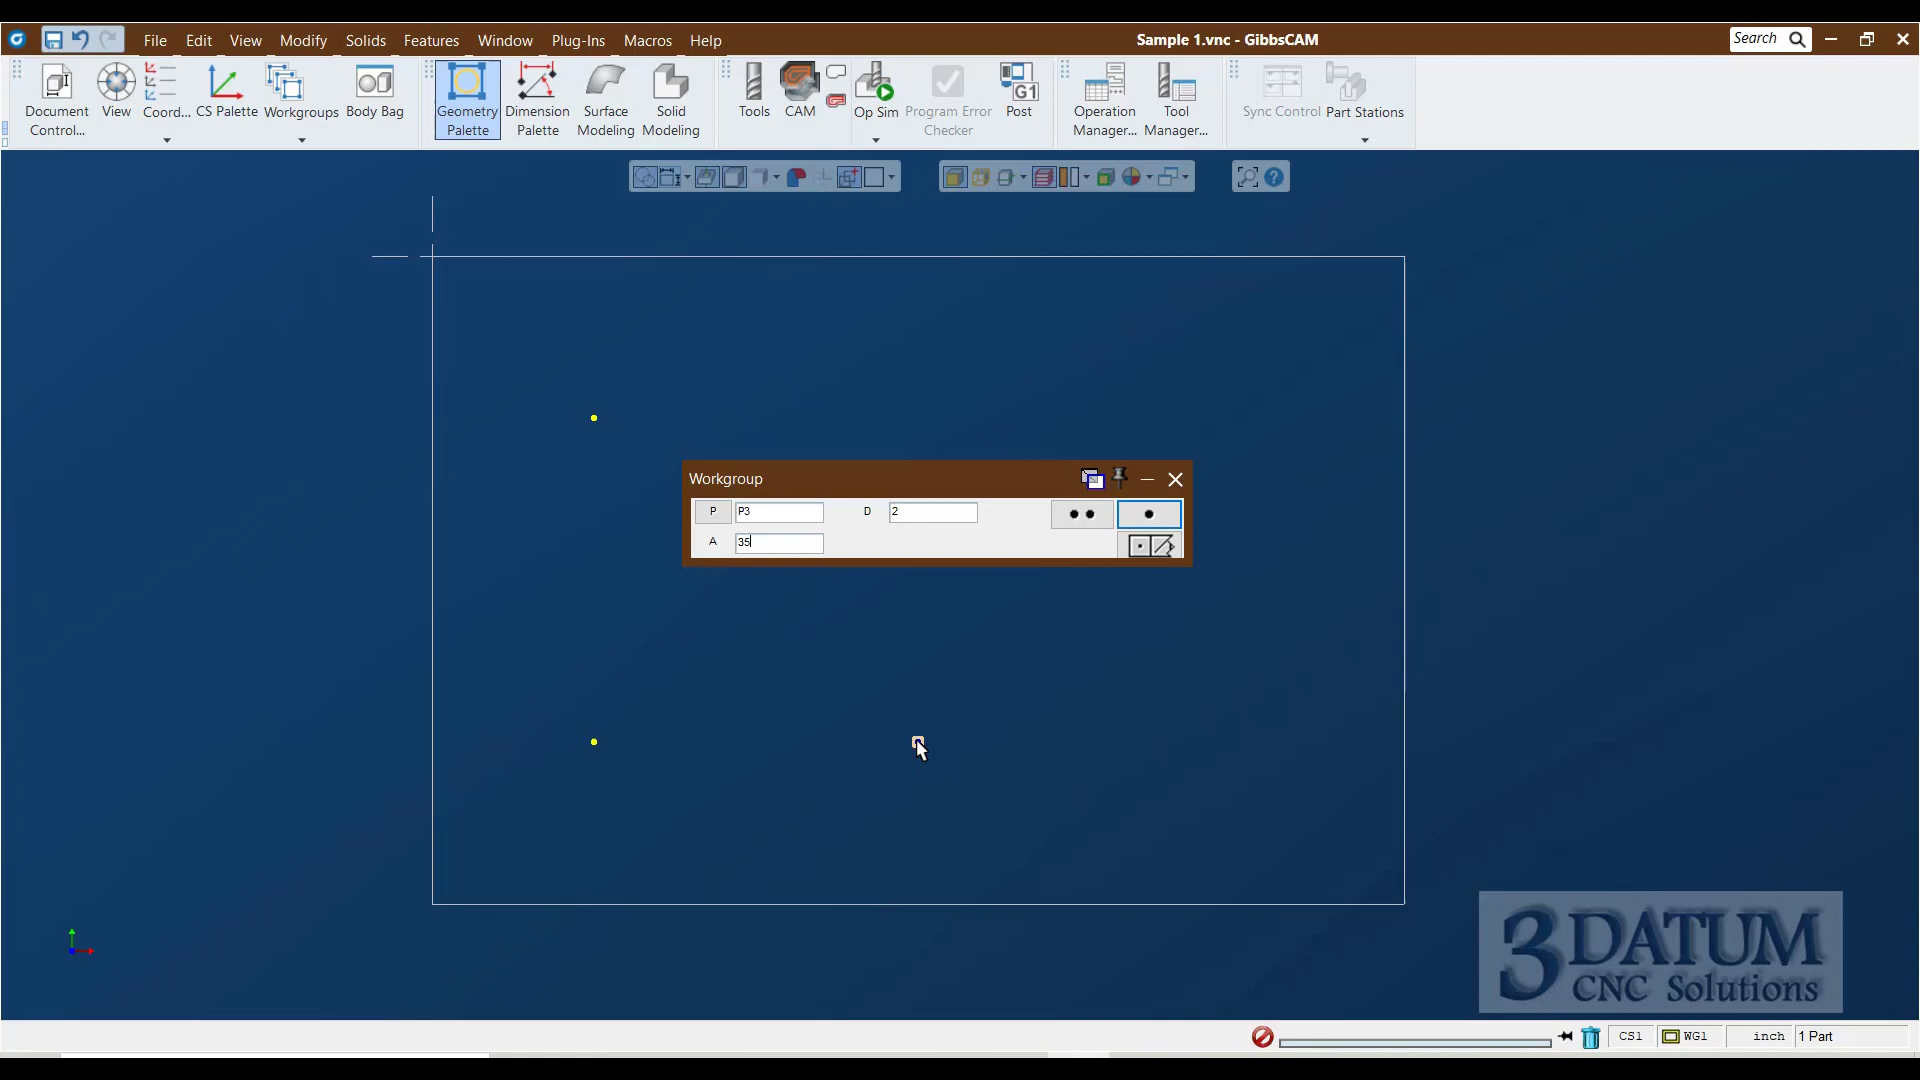 File Edit View Modify Solids Features Window Plug-Ins Macros Help
Sample 1.vnc - GibbsCAM
Search
Document Control...
View
Coord...
CS Palette
Workgroups
Body Bag
Geometry Palette
Dimension Palette
Surface Modeling
Solid Modeling
Tools
CAM
Op Sim
Program Error Checker
G1
Post
Operation Manager...
Tool Manager...
Sync Control
Part Stations
Workgroup
P P3 D 2
A 35
3 DATUM
CNC Solutions
CS1 WG1 inch 1 Part